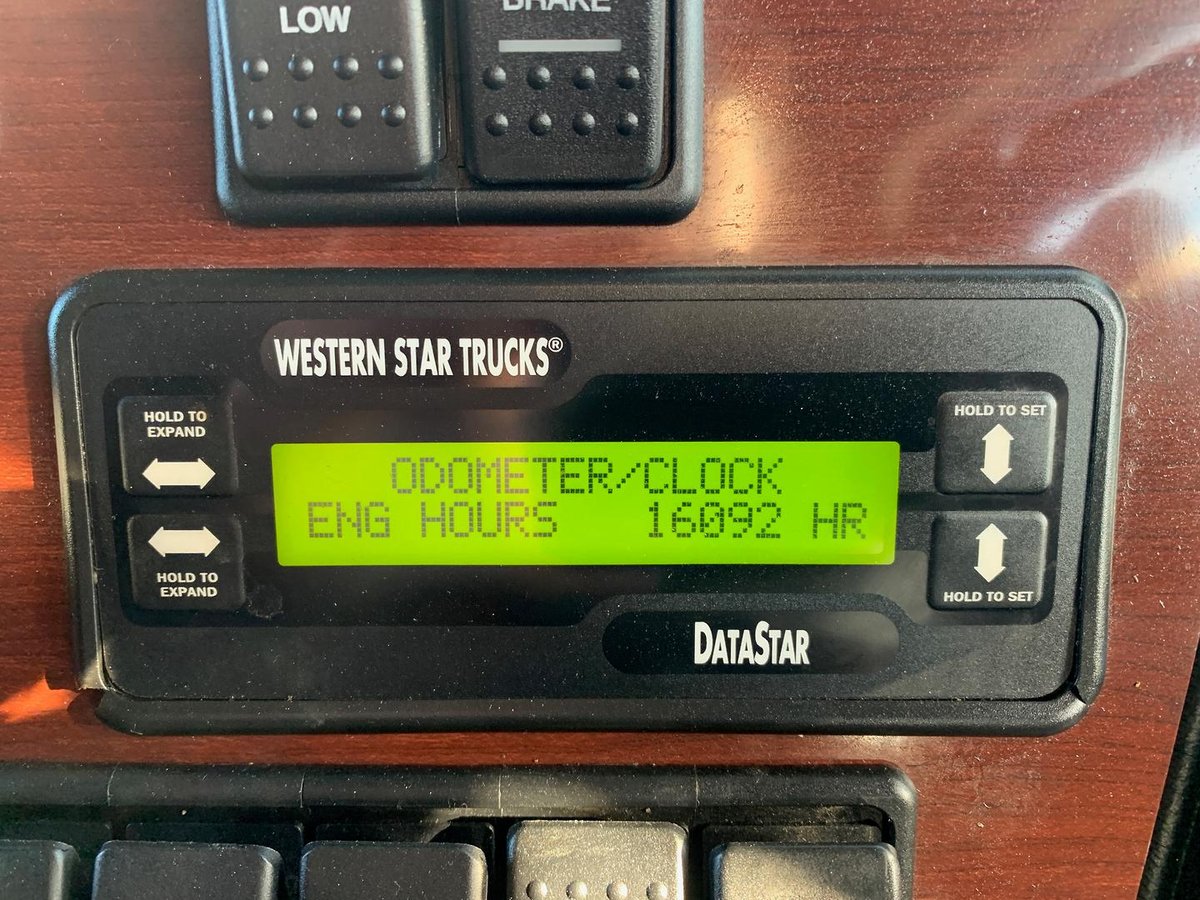 LOW
BRAKE
WESTERN STAR TRUCKS®
HOLD TO
EXPAND
HOLD TO SET
ODOMETER/CLOCK
ENG HOURS 16092 HR
HOLD TO
EXPAND
HOLD TO SET
DATASTAR